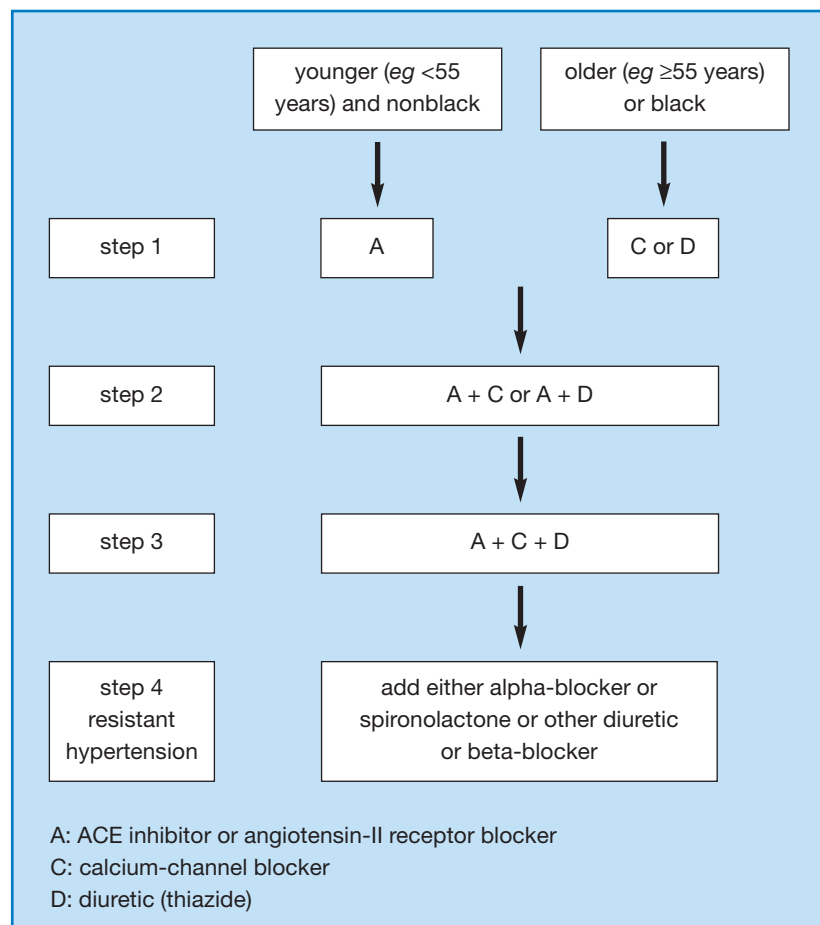 younger (eg <55
years) and nonblack
older (eg ≥55 years)
or black
step 1
A
C or D
step 2
A + C or A + D
step 3
A + C + D
step 4
resistant
hypertension
add either alpha-blocker or
spironolactone or other diuretic
or beta-blocker
A: ACE inhibitor or angiotensin-II receptor blocker
C: calcium-channel blocker
D: diuretic (thiazide)